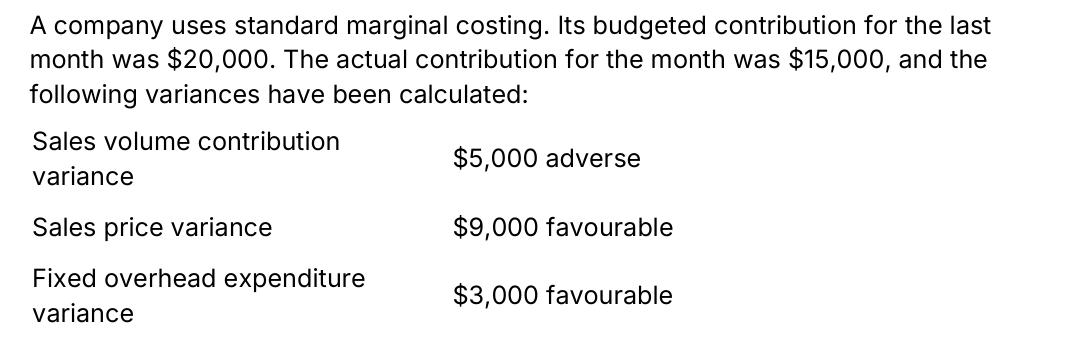 A company uses standard marginal costing. Its budgeted contribution for the last
month was $20,000. The actual contribution for the month was $15,000, and the
following variances have been calculated:
Sales volume contribution
variance
$5,000 adverse
Sales price variance
$9,000 favourable
Fixed overhead expenditure
variance
$3,000 favourable